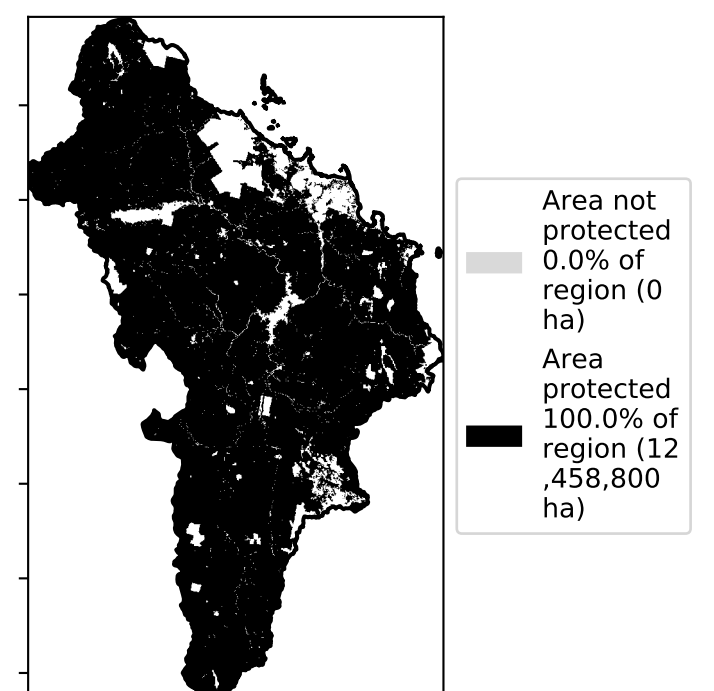 Area not
protected
0.0% of
region (0
ha)
Area
protected
100.0% of
region (12
,458,800
ha)